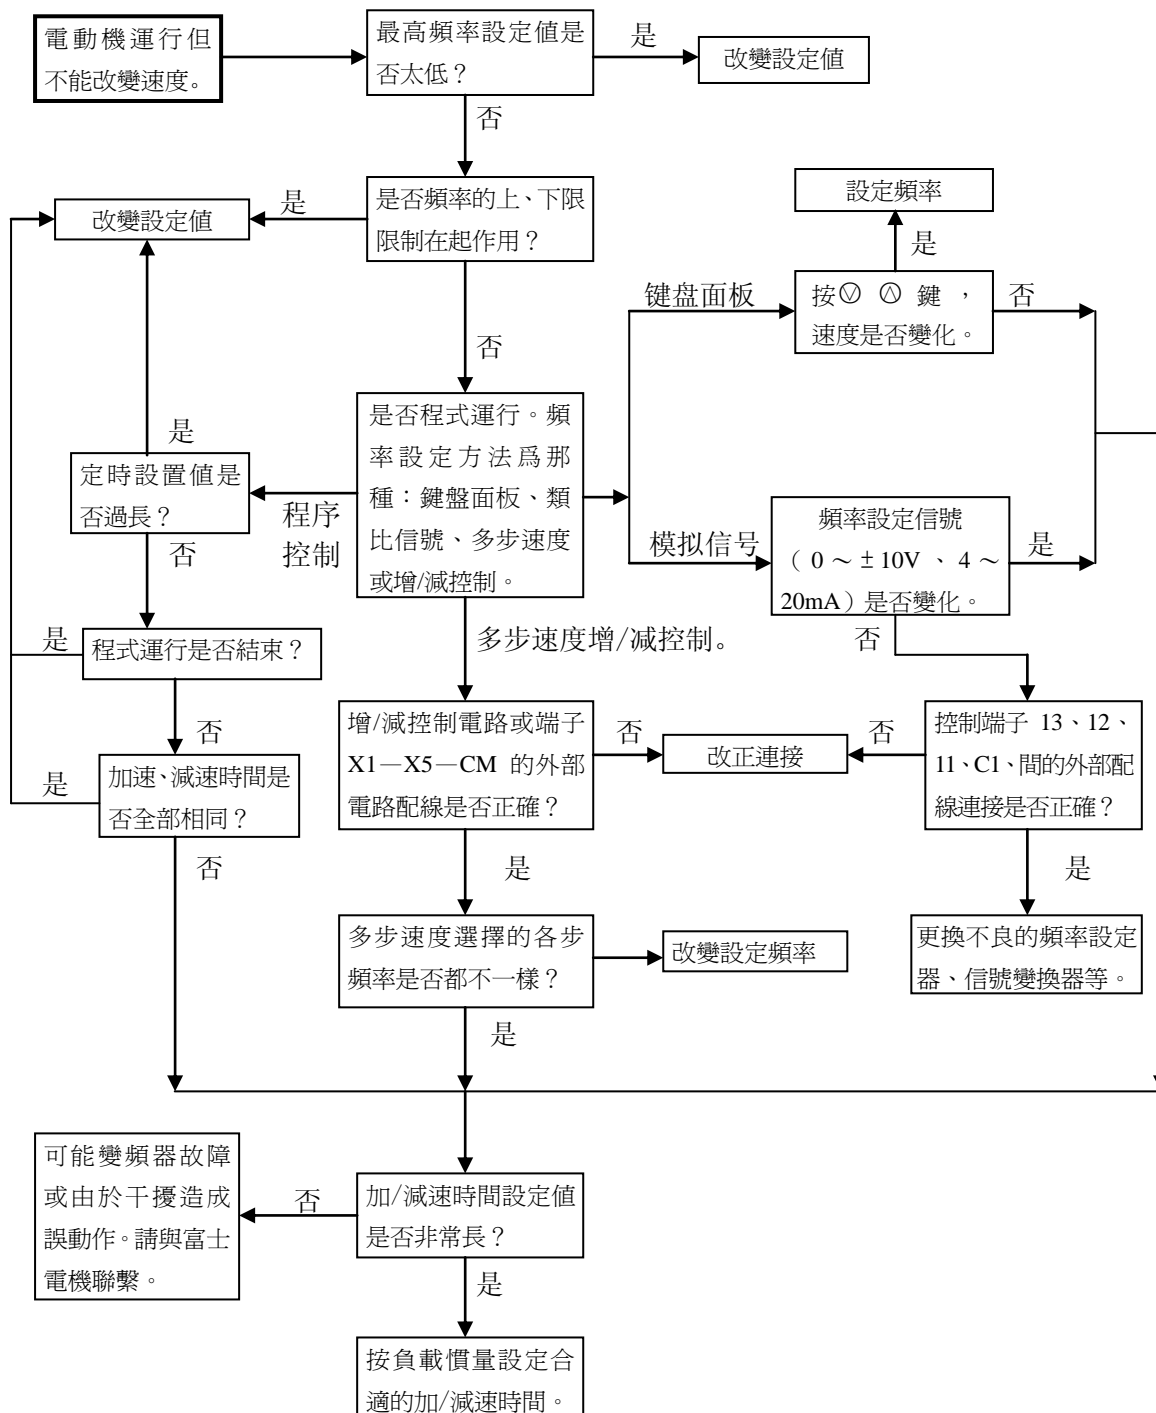 電動機運行但
不能改變速度。
最高頻率設定值是
否太低？
是
改變設定值
否
是否頻率的上、下限
限制在起作用？
是
改變設定值
設定頻率
是
键盘面板
按 鍵，
速度是否變化。
否
否
是否程式運行。頻
率設定方法爲那
種：鍵盤面板、類
比信號、多步速度
或增/減控制。
程序
控制
是
定時設置值是
否過長？
否
模拟信号
頻率設定信號
（0～±10V、4～
20mA）是否變化。
是
否
多步速度增/减控制。
是
程式運行是否結束？
否
是
加速、減速時間是
否全部相同？
否
增/減控制電路或端子
X1－X5－CM 的外部
電路配線是否正確？
否
改正連接
否
控制端子 13、12、
11、C1、間的外部配
線連接是否正確？
是
是
多步速度選擇的各步
頻率是否都不一樣？
改變設定頻率
更換不良的頻率設定
器、信號變換器等。
是
可能變頻器故障
或由於干擾造成
誤動作。請與富士
電機聯繫。
否
加/減速時間設定值
是否非常長？
是
按負載慣量設定合
適的加/減速時間。